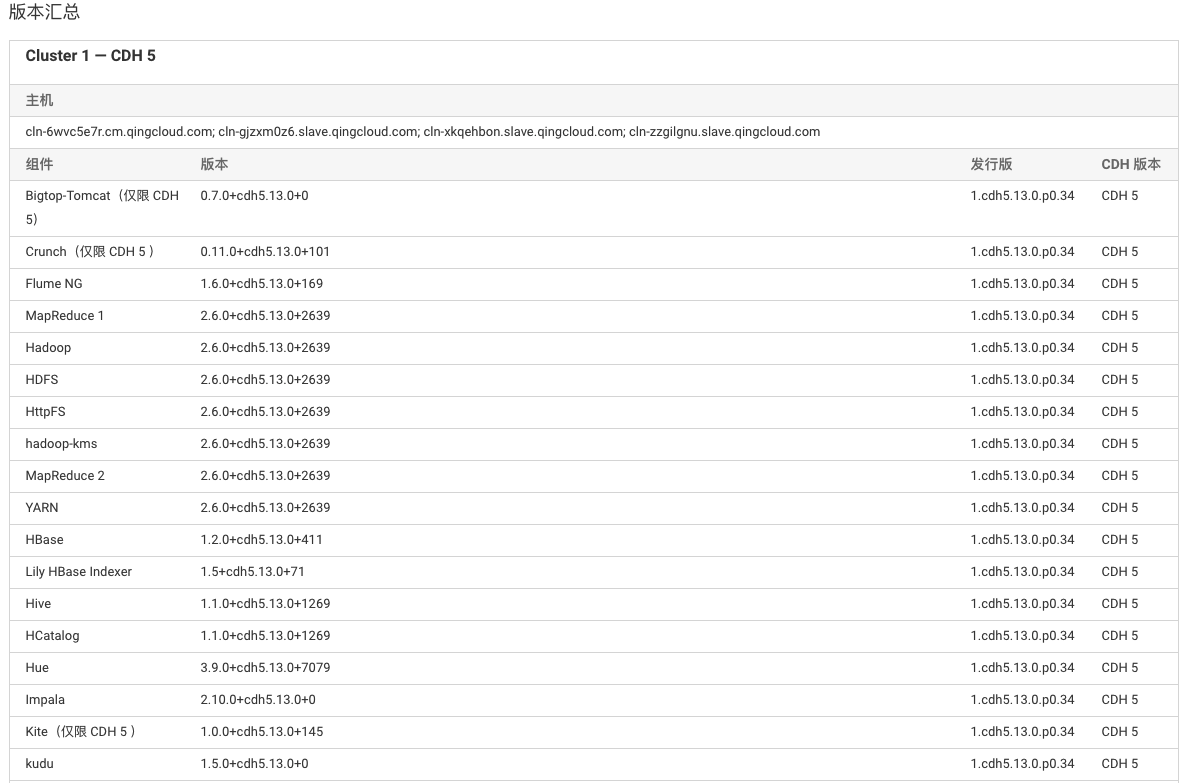 版本汇总
Cluster 1 — CDH 5
主机
cln-6wvc5e7r.cm.qingcloud.com; cln-gjzxm0z6.slave.qingcloud.com; cln-xkqehbon.slave.qingcloud.com; cln-zzgilgnu.slave.qingcloud.com
组件 版本 发行版 CDH 版本
Bigtop-Tomcat（仅限 CDH 0.7.0+cdh5.13.0+0 1.cdh5.13.0.p0.34 CDH 5
5）
Crunch（仅限 CDH 5 ） 0.11.0+cdh5.13.0+101 1.cdh5.13.0.p0.34 CDH 5
Flume NG 1.6.0+cdh5.13.0+169 1.cdh5.13.0.p0.34 CDH 5
MapReduce 1 2.6.0+cdh5.13.0+2639 1.cdh5.13.0.p0.34 CDH 5
Hadoop 2.6.0+cdh5.13.0+2639 1.cdh5.13.0.p0.34 CDH 5
HDFS 2.6.0+cdh5.13.0+2639 1.cdh5.13.0.p0.34 CDH 5
HttpFS 2.6.0+cdh5.13.0+2639 1.cdh5.13.0.p0.34 CDH 5
hadoop-kms 2.6.0+cdh5.13.0+2639 1.cdh5.13.0.p0.34 CDH 5
MapReduce 2 2.6.0+cdh5.13.0+2639 1.cdh5.13.0.p0.34 CDH 5
YARN 2.6.0+cdh5.13.0+2639 1.cdh5.13.0.p0.34 CDH 5
HBase 1.2.0+cdh5.13.0+411 1.cdh5.13.0.p0.34 CDH 5
Lily HBase Indexer 1.5+cdh5.13.0+71 1.cdh5.13.0.p0.34 CDH 5
Hive 1.1.0+cdh5.13.0+1269 1.cdh5.13.0.p0.34 CDH 5
HCatalog 1.1.0+cdh5.13.0+1269 1.cdh5.13.0.p0.34 CDH 5
Hue 3.9.0+cdh5.13.0+7079 1.cdh5.13.0.p0.34 CDH 5
Impala 2.10.0+cdh5.13.0+0 1.cdh5.13.0.p0.34 CDH 5
Kite（仅限 CDH 5 ） 1.0.0+cdh5.13.0+145 1.cdh5.13.0.p0.34 CDH 5
kudu 1.5.0+cdh5.13.0+0 1.cdh5.13.0.p0.34 CDH 5